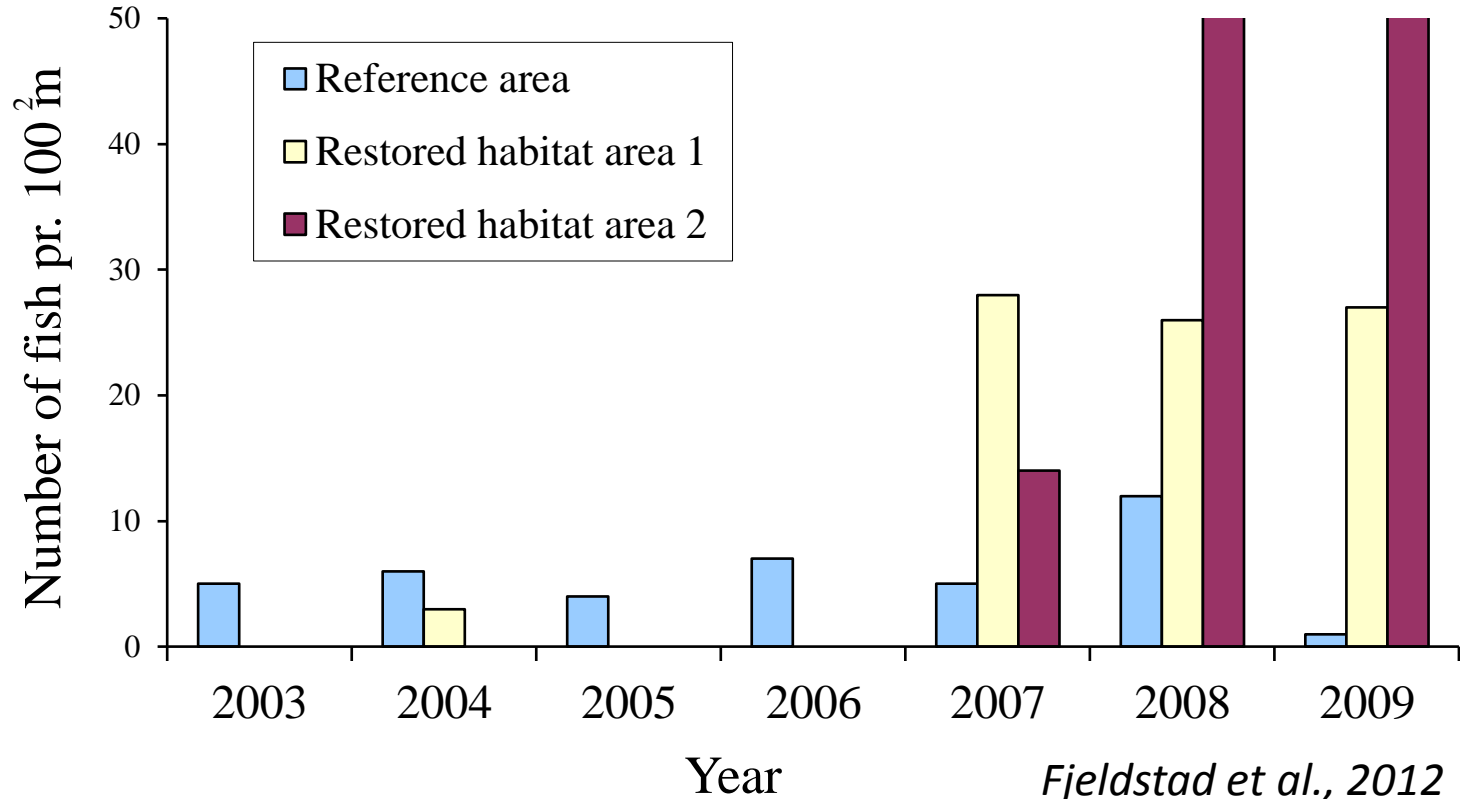 50
40
30
20
10
0
Number of fish pr. 100 ²m
Reference area
Restored habitat area 1
Restored habitat area 2
2003 2004 2005 2006 2007 2008 2009
Year
Fjeldstad et al., 2012